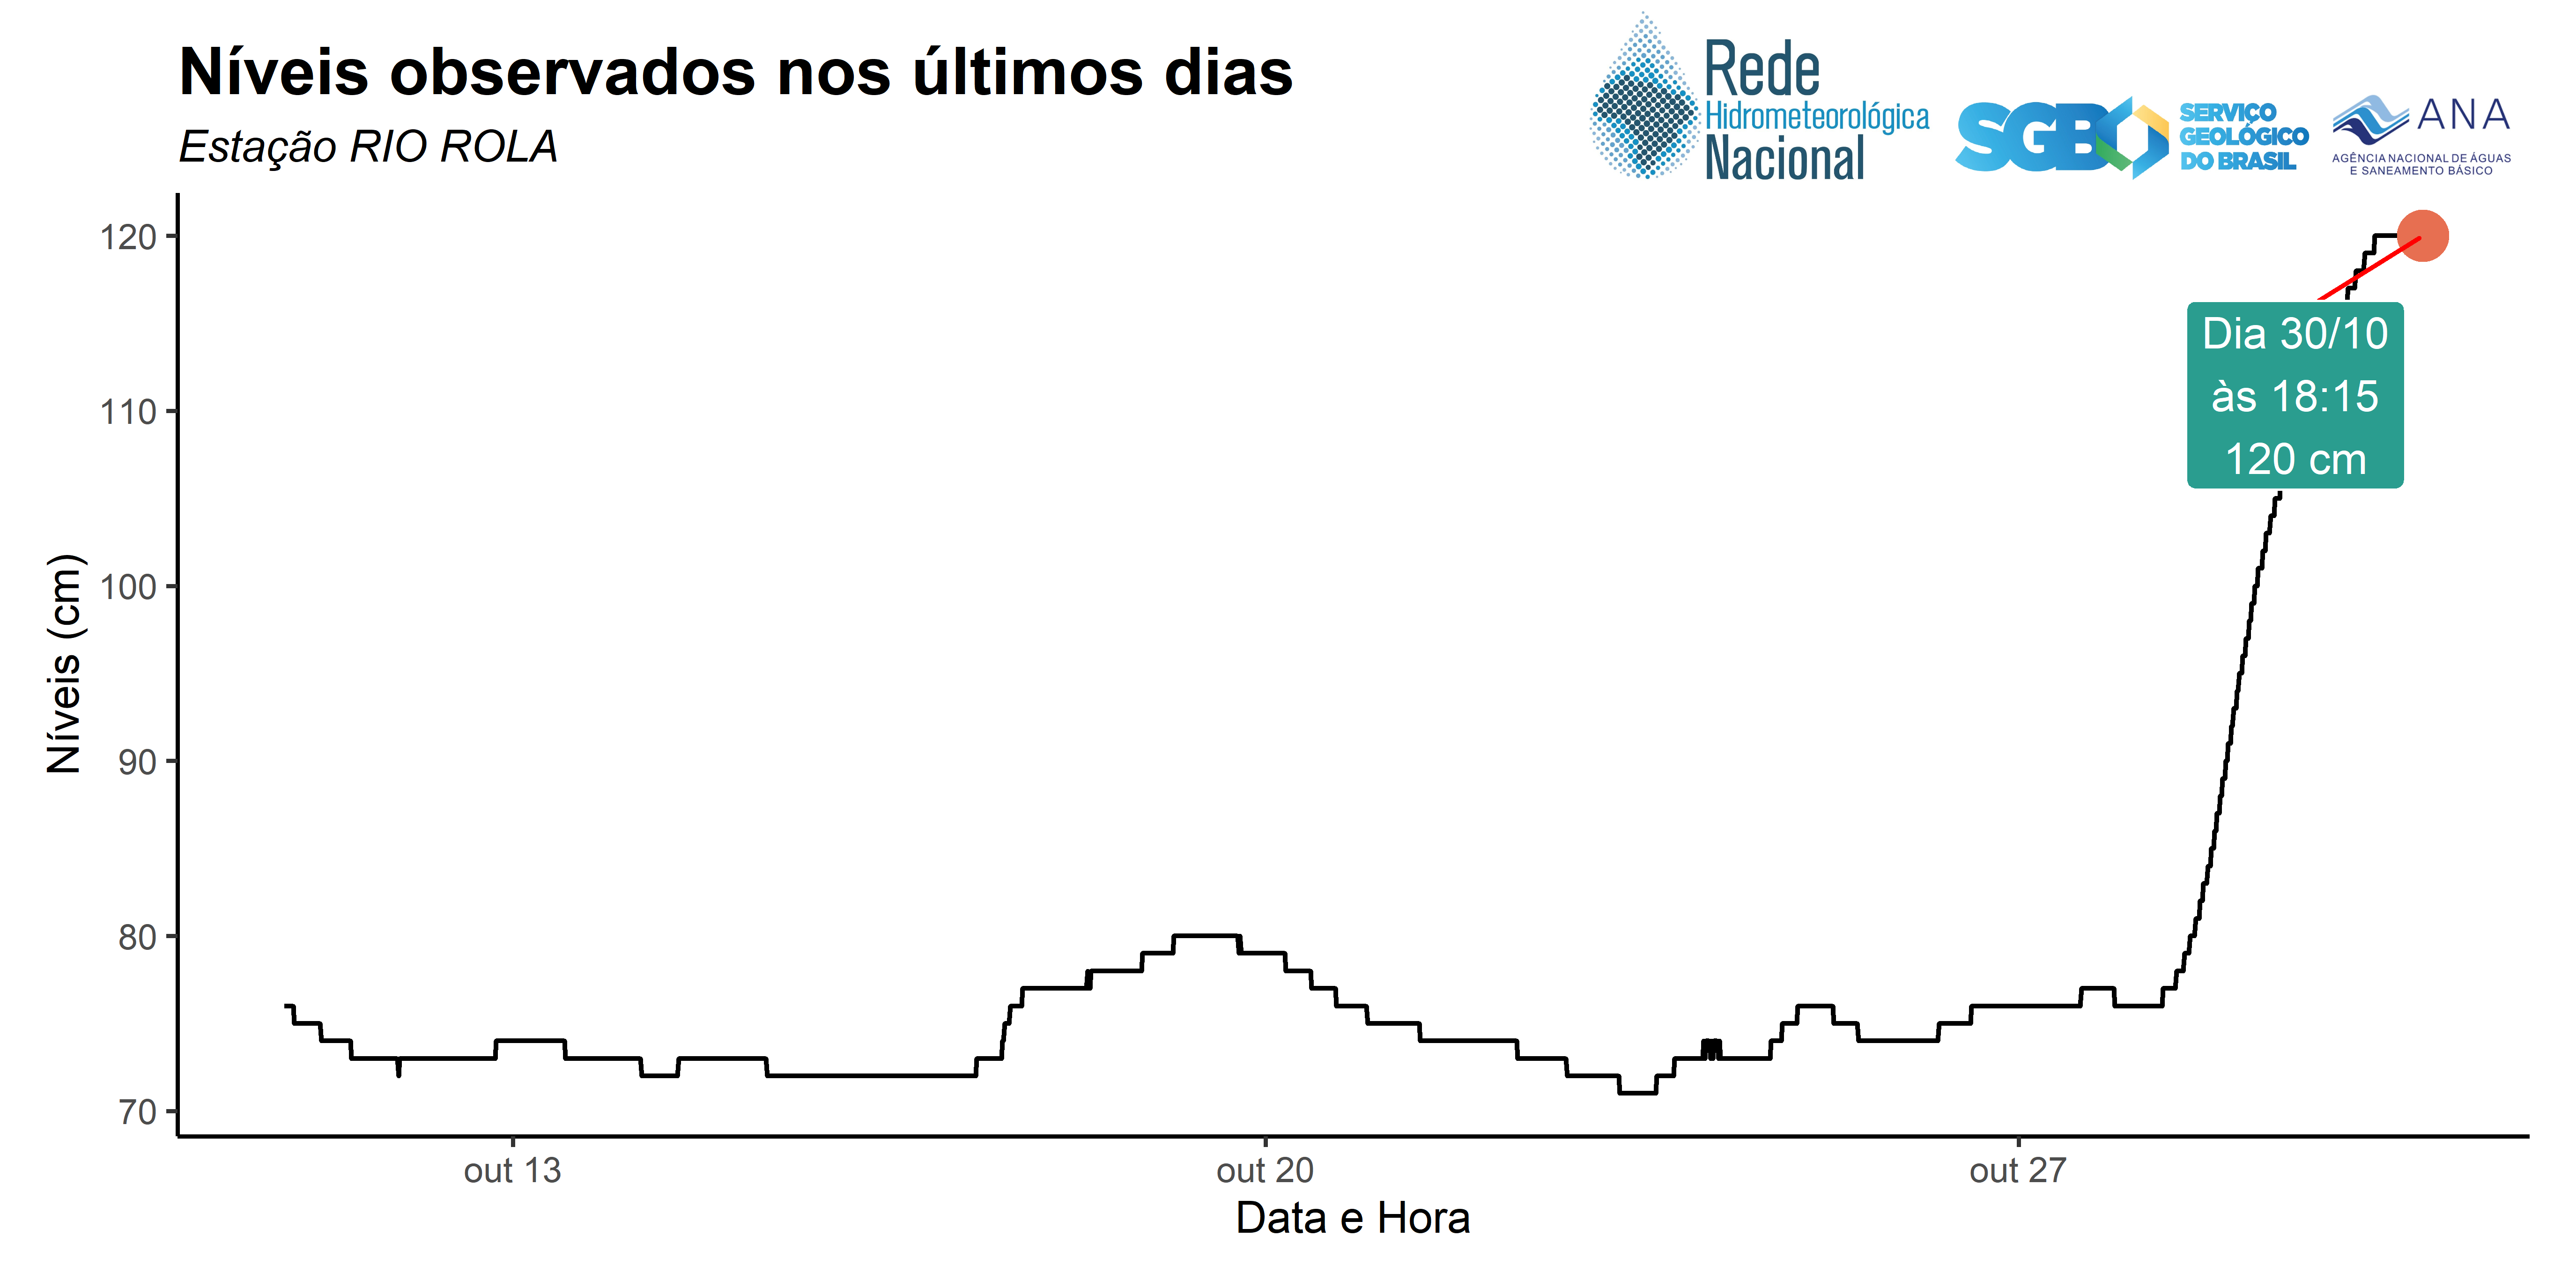 Níveis observados nos últimos dias
Estação RIO ROLA
Rede
Hidrometeorológica
Nacional
SGB
SERVIÇO
GEOLÓGICO
DO BRASIL
ANA
AGÊNCIA NACIONAL DE ÁGUAS
E SANEAMENTO BÁSICO
120
110
100
90
80
70
Níveis (cm)
Dia 30/10
às 18:15
120 cm
out 13
out 20
out 27
Data e Hora